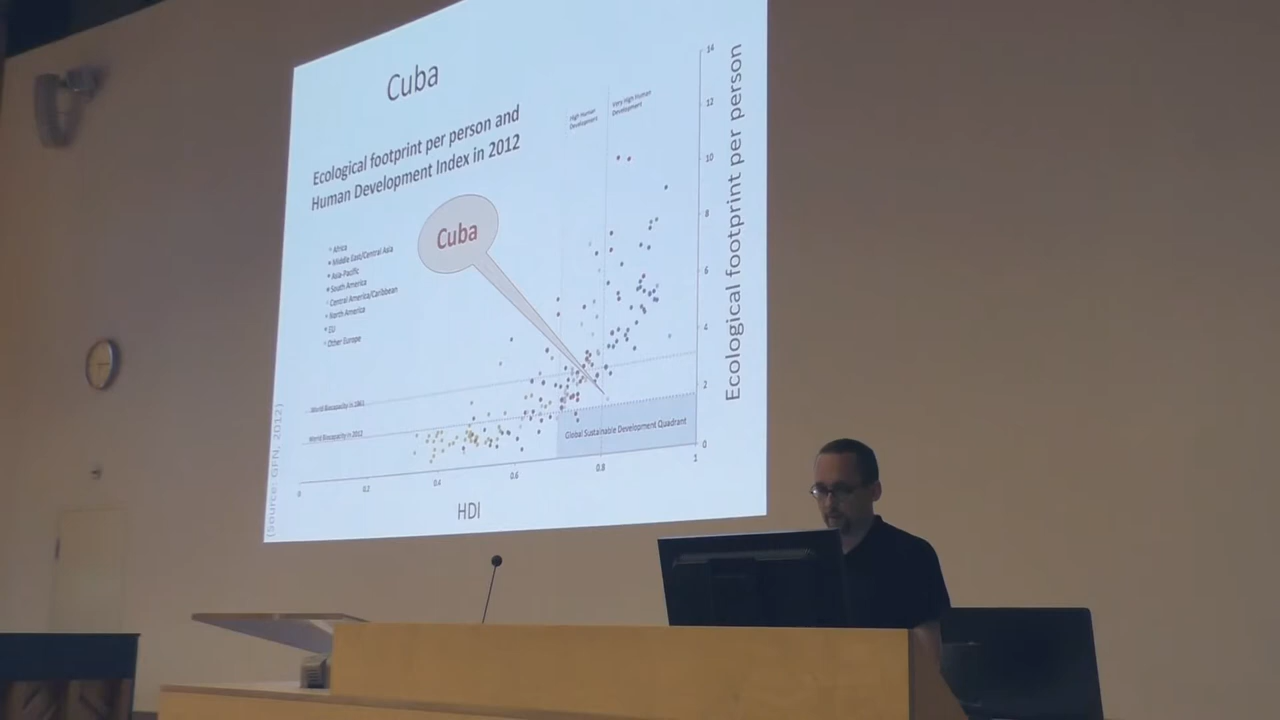 Cuba
Ecological footprint per person and
Human Development Index in 2012
High Human
Development
Very High Human
Development
Cuba
Africa
Middle East/Central Asia
Asia-Pacific
South America
Central America/Caribbean
North America
EU
Other Europe
World Biocapacity in 1961
World Biocapacity in 2012
Global Sustainable Development Quadrant
14
12
10
8
6
4
2
0
Ecological footprint per person
0
0.2
0.4
0.6
0.8
1
HDI
[Source: GFN, 2012]